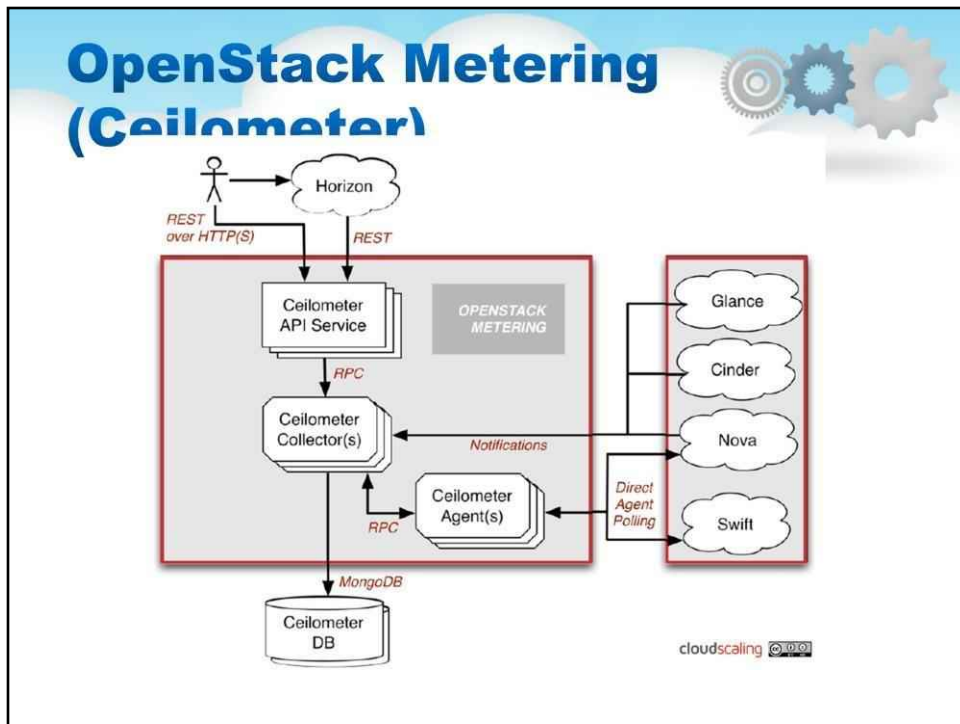 OpenStack Metering
(Ceilometer)
Horizon
REST
over HTTP(S)
REST
Ceilometer
API Service
OPENSTACK
METERING
RPC
Ceilometer
Collector(s)
Notifications
Ceilometer
Agent(s)
RPC
Direct
Agent
Polling
Glance
Cinder
Nova
Swift
MongoDB
Ceilometer
DB
cloudscaling